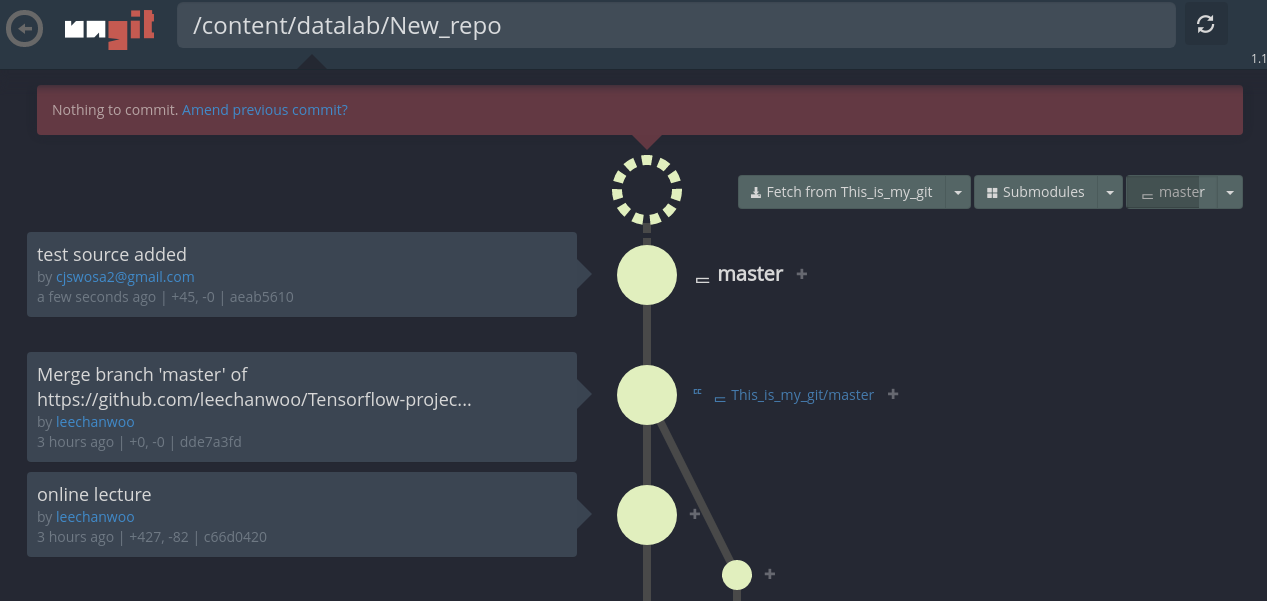 ungit
/content/datalab/New_repo
1.1
Nothing to commit. Amend previous commit?
Fetch from This_is_my_git
Submodules
master
test source added
by cjswosa2@gmail.com
a few seconds ago | +45, -0 | aeab5610
master +
Merge branch 'master' of
https://github.com/leechanwoo/Tensorflow-projec...
by leechanwoo
3 hours ago | +0, -0 | dde7a3fd
This_is_my_git/master +
online lecture
by leechanwoo
3 hours ago | +427, -82 | c66d0420
+
+